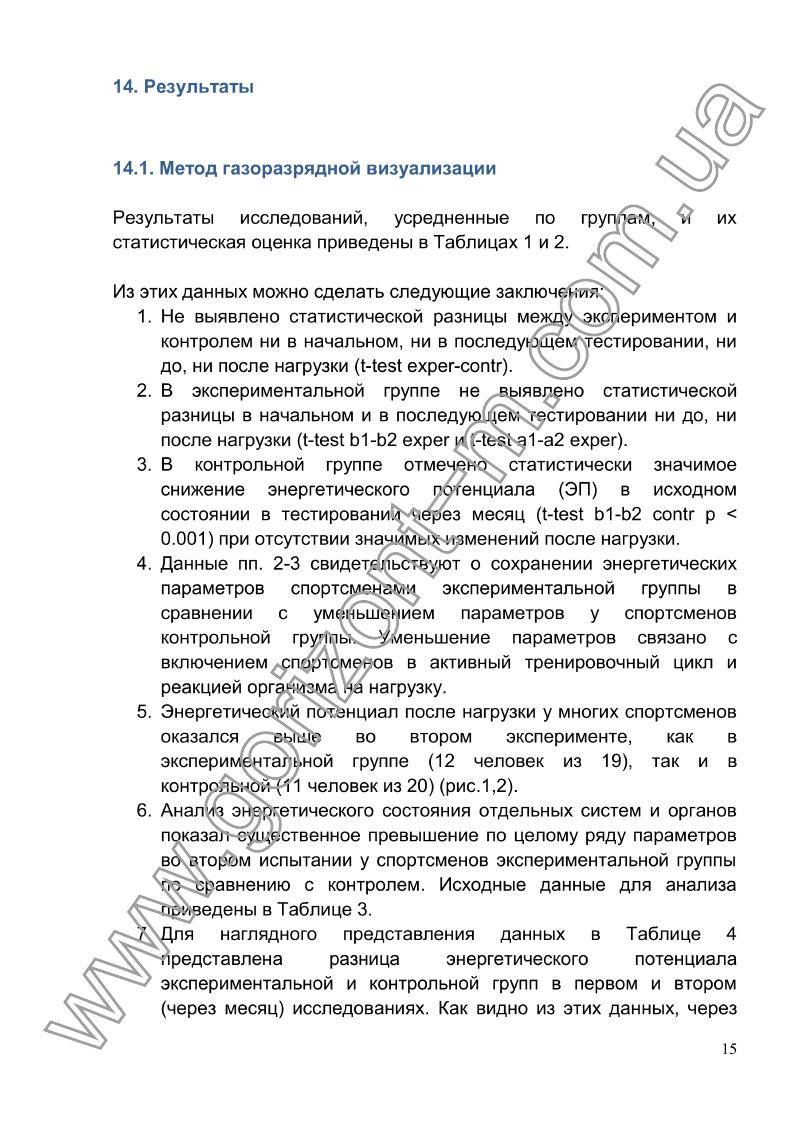 14. Результаты
14.1. Метод газоразрядной визуализации
Результаты исследований, усредненные по группам, и их
статистическая оценка приведены в Таблицах 1 и 2.
Из этих данных можно сделать следующие заключения:
1. Не выявлено статистической разницы между экспериментом и
контролем ни в начальном, ни в последующем тестировании, ни
до, ни после нагрузки (t-test exper-contr).
2. В экспериментальной группе не выявлено статистической
разницы в начальном и в последующем тестировании ни до, ни
после нагрузки (t-test b1-b2 exper и t-test a1-a2 exper).
3. В контрольной группе отмечено статистически значимое
снижение энергетического потенциала (ЭП) в исходном
состоянии в тестировании через месяц (t-test b1-b2 contr p <
0.001) при отсутствии значимых изменений после нагрузки.
4. Данные пп. 2-3 свидетельствуют о сохранении энергетических
параметров спортсменами экспериментальной группы в
сравнении с уменьшением параметров у спортсменов
контрольной группы. Уменьшение параметров связано с
включением спортсменов в активный тренировочный цикл и
реакцией организма на нагрузку.
5. Энергетический потенциал после нагрузки у многих спортсменов
оказался выше во втором эксперименте, как в
экспериментальной группе (12 человек из 19), так и в
контрольной (11 человек из 20) (рис.1,2).
6. Анализ энергетического состояния отдельных систем и органов
показал существенное превышение по целому ряду параметров
во втором испытании у спортсменов экспериментальной группы
по сравнению с контролем. Исходные данные для анализа
приведены в Таблице 3.
7. Для наглядного представления данных в Таблице 4
представлена разница энергетического потенциала
экспериментальной и контрольной групп в первом и втором
(через месяц) исследованиях. Как видно из этих данных, через
15
www.gorizont-m.com.ua